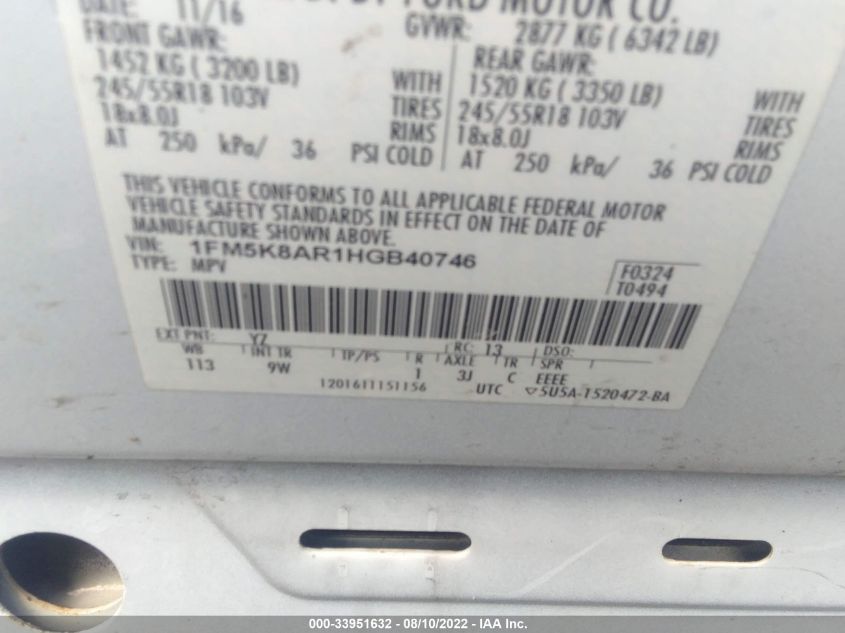 BY FORD MOTOR CO.
DATE: 11/16 GVWR: 2877 KG ( 6342 LB)
FRONT GAWR: REAR GAWR:
1452 KG ( 3200 LB) WITH 1520 KG ( 3350 LB) WITH
245/55R18 103V TIRES 245/55R18 103V TIRES
18x8.0J RIMS 18x8.0J RIMS
AT 250 kPa/ 36 PSI COLD AT 250 kPa/ 36 PSI COLD
THIS VEHICLE CONFORMS TO ALL APPLICABLE FEDERAL MOTOR
VEHICLE SAFETY STANDARDS IN EFFECT ON THE DATE OF
MANUFACTURE SHOWN ABOVE.
VIN: 1FM5K8AR1HGB40746
TYPE: MPV F0324
T0494
EXT PNT: YZ RC: 13 DSO:
WB INT TR TP/PS R AXLE TR SPR
113 9W 1 3J C EEEE
1201611151156 UTC ▽5U5A-1520472-BA
000-33951632 - 08/10/2022 - IAA Inc.